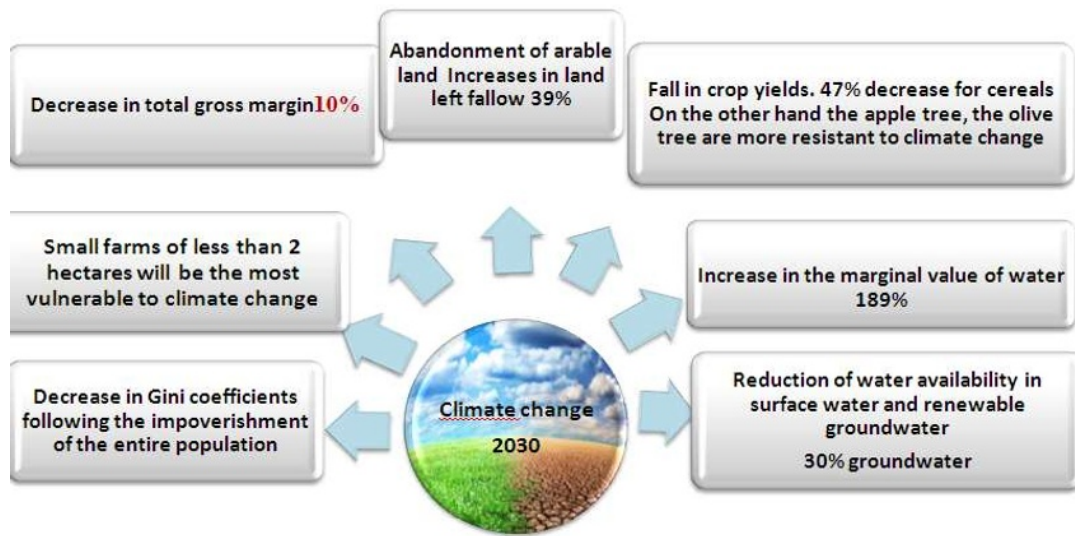 Decrease in total gross margin10%
Abandonment of arable
land Increases in land
left fallow 39%
Fall in crop yields. 47% decrease for cereals
On the other hand the apple tree, the olive
tree are more resistant to climate change
Small farms of less than 2
hectares will be the most
vulnerable to climate change
Increase in the marginal value of water
189%
Decrease in Gini coefficients
following the impoverishment
of the entire population
Climate change
2030
Reduction of water availability in
surface water and renewable
groundwater
30% groundwater